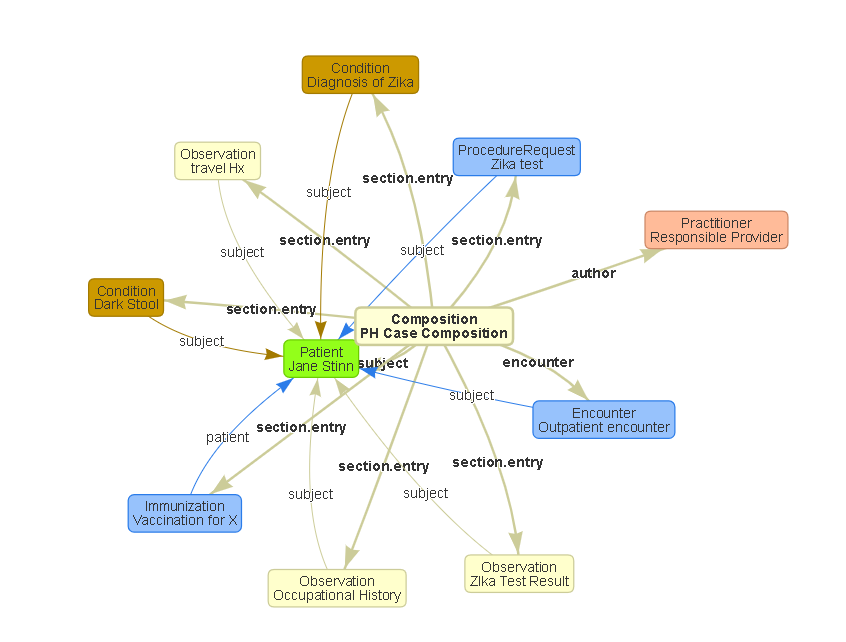 Condition
Diagnosis of Zika
Observation
travel Hx
ProcedureRequest
Zika test
section.entry
subject
Practitioner
Responsible Provider
section.entry
section.entry
subject
subject
author
Condition
Dark Stool
section.entry
Composition
PH Case Composition
subject
Patient
Jane Stinn
subject
encounter
subject
Encounter
Outpatient encounter
section.entry
patient
section.entry
section.entry
subject
subject
Immunization
Vaccination for X
Observation
Occupational History
Observation
ZIka Test Result